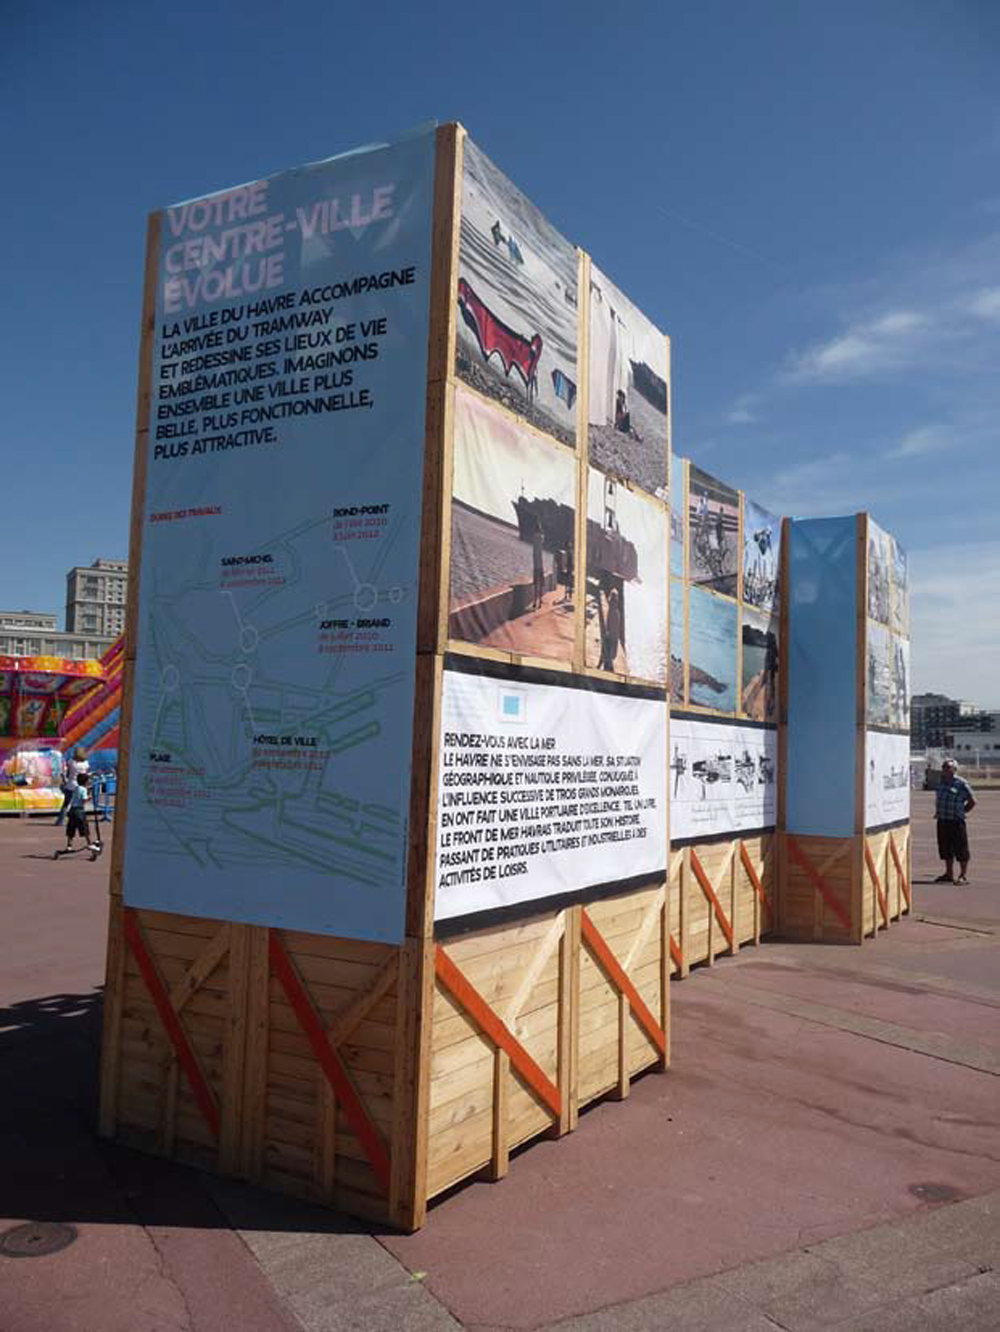 VOTRE
CENTRE-VILLE
ÉVOLUE
LA VILLE DU HAVRE ACCOMPAGNE
L'ARRIVÉE DU TRAMWAY
ET REDESSINE SES LIEUX DE VIE
EMBLÉMATIQUES. IMAGINONS
ENSEMBLE UNE VILLE PLUS
BELLE, PLUS FONCTIONNELLE,
PLUS ATTRACTIVE.
DURÉE DES TRAVAUX
ROND-POINT
SAINT-MICHEL
JOFFRE - BRIAND
de juillet 2010
à septembre 2011
HÔTEL DE VILLE
PLAGE
RENDEZ-VOUS AVEC LA MER
LE HAVRE NE S'ENVISAGE PAS SANS LA MER. SA SITUATION
GÉOGRAPHIQUE ET NAUTIQUE PRIVILÉGIÉE, CONJUGUÉE À
L'INFLUENCE SUCCESSIVE DE TROIS GRANDS MONARQUES,
EN ONT FAIT UNE VILLE PORTUAIRE D'EXCELLENCE. TEL UN LIVRE,
LE FRONT DE MER HAVRAIS TRADUIT TOUTE SON HISTOIRE,
PASSANT DE PRATIQUES UTILITAIRES ET INDUSTRIELLES À DES
ACTIVITÉS DE LOISIRS.